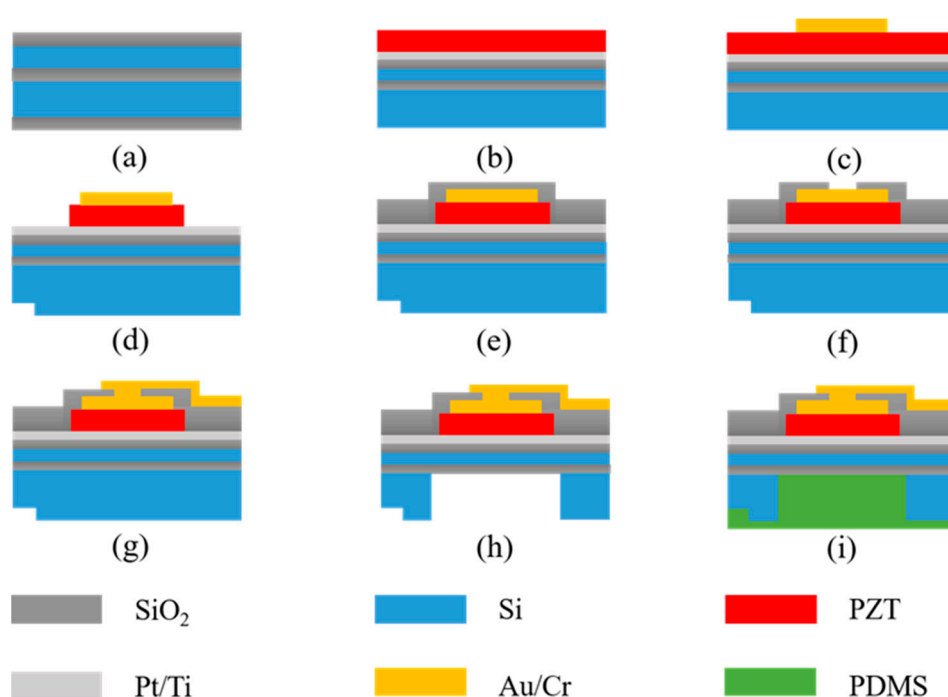 (a)
(b)
(c)
(d)
(e)
(f)
(g)
(h)
(i)
SiO₂
Si
PZT
Pt/Ti
Au/Cr
PDMS